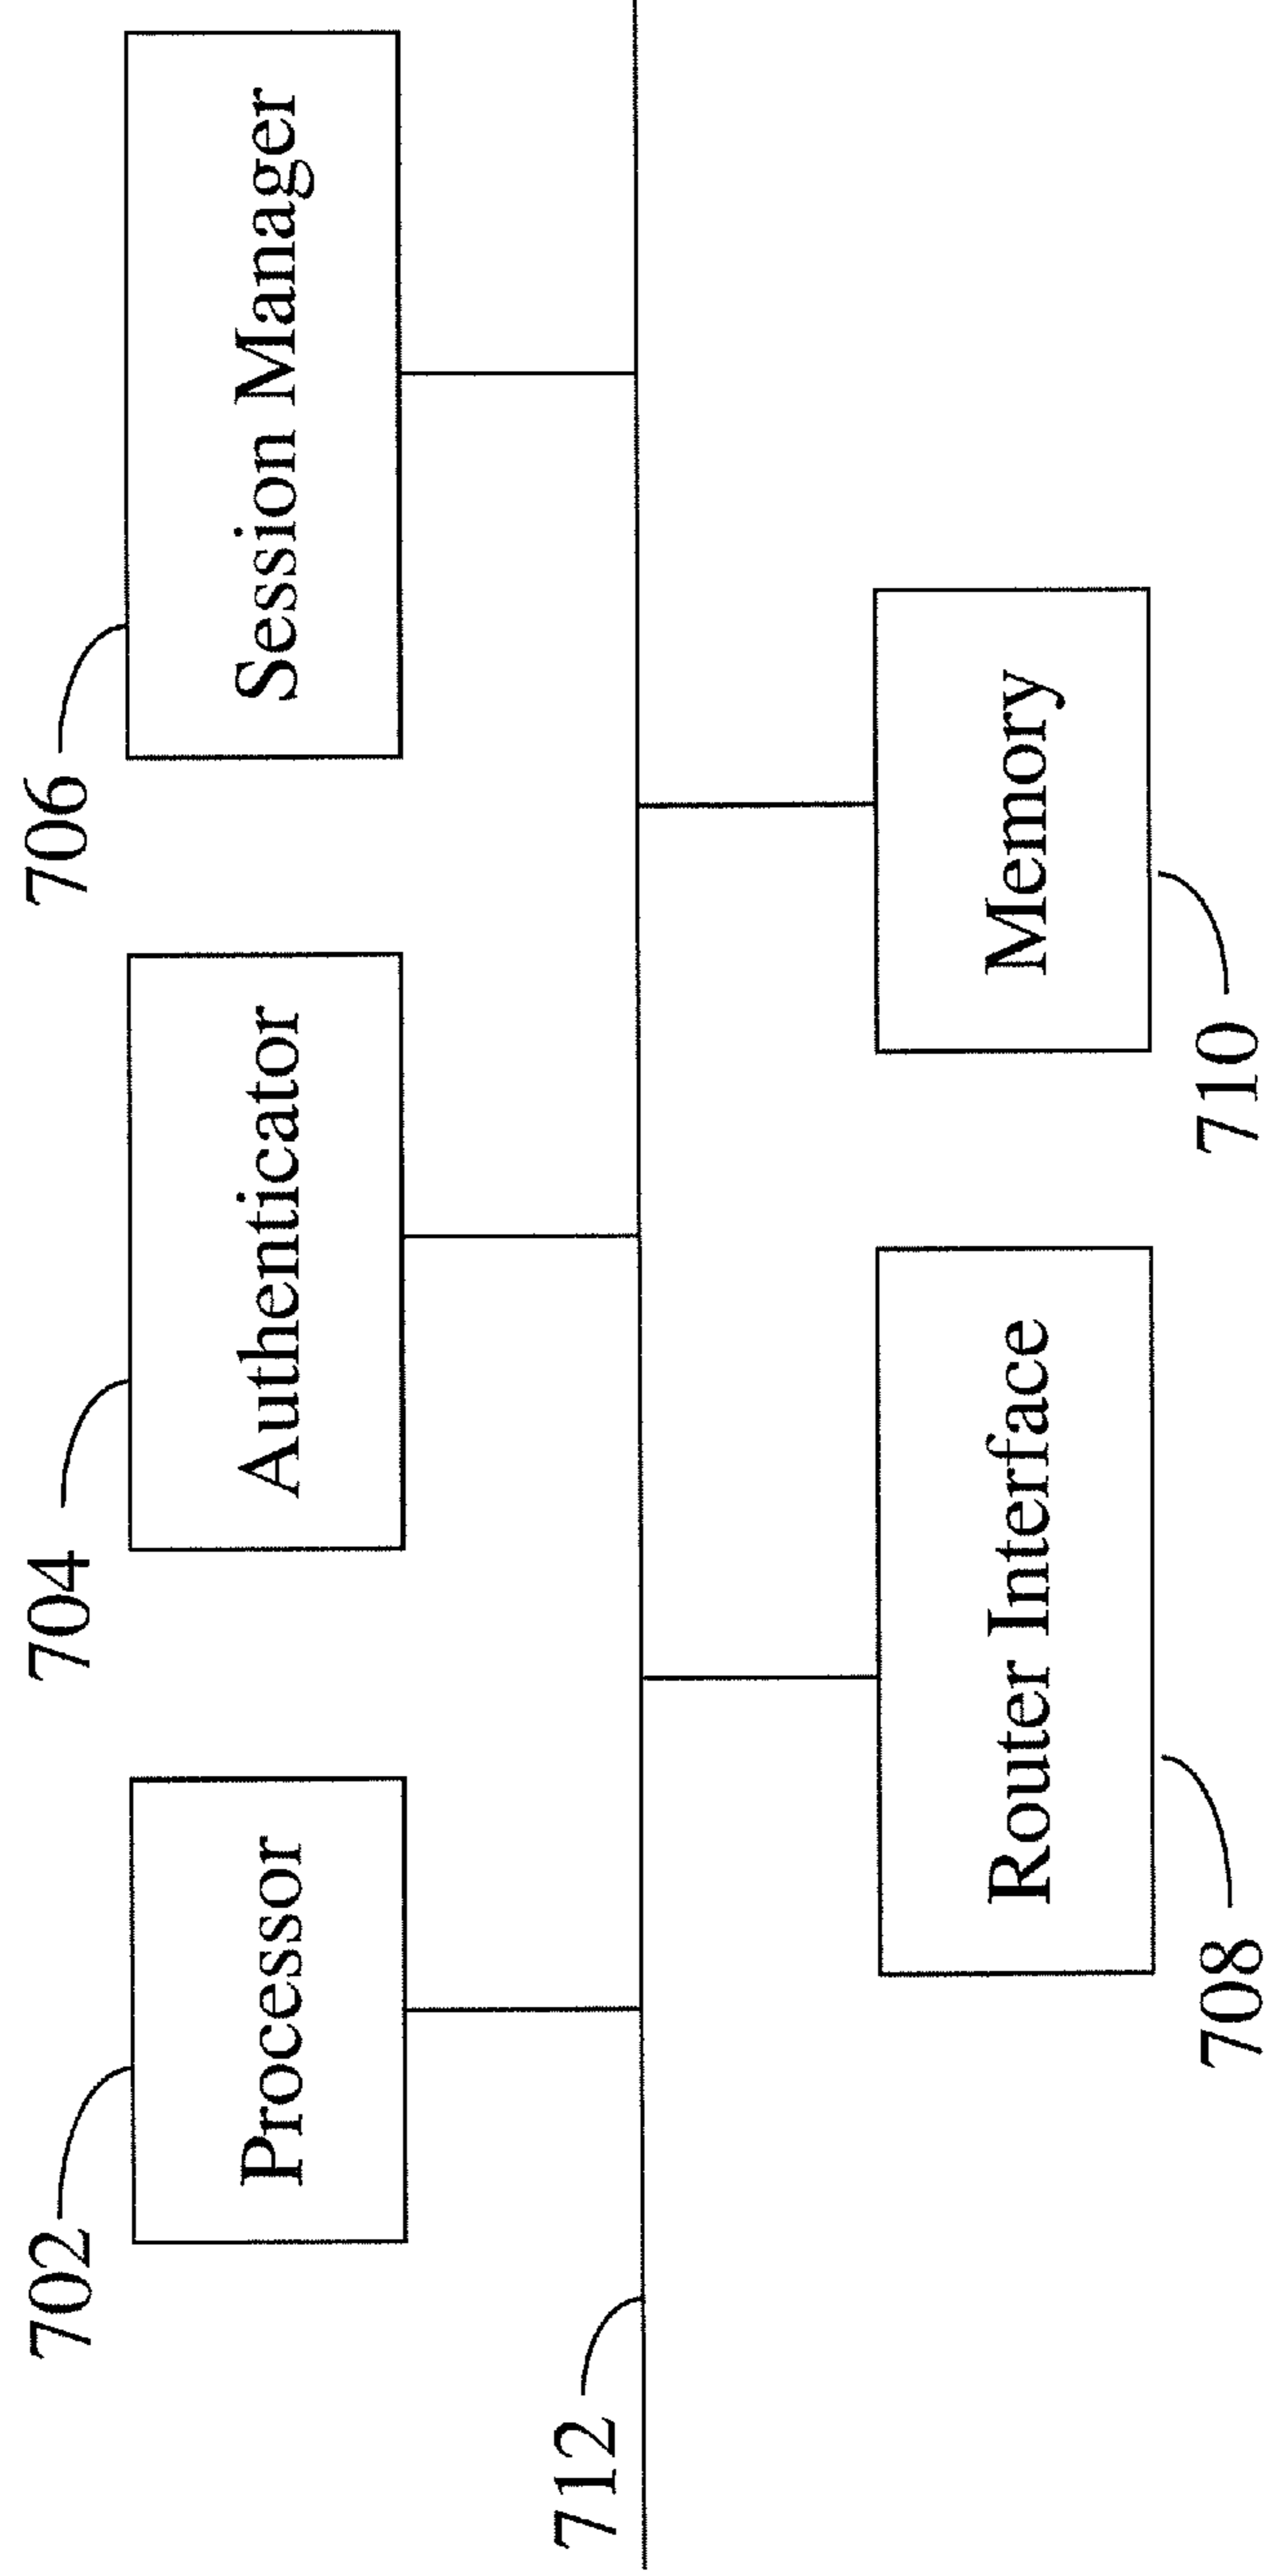 702
Processor
704
Authenticator
706
Session Manager
712
708
Router Interface
710
Memory